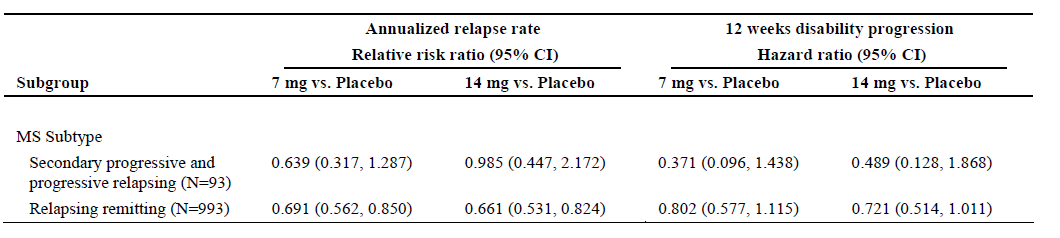 Annualized relapse rate 12 weeks disability progression
Relative risk ratio (95% CI) Hazard ratio (95% CI)
Subgroup 7 mg vs. Placebo 14 mg vs. Placebo 7 mg vs. Placebo 14 mg vs. Placebo
MS Subtype
Secondary progressive and 0.639 (0.317, 1.287) 0.985 (0.447, 2.172) 0.371 (0.096, 1.438) 0.489 (0.128, 1.868)
progressive relapsing (N=93)
Relapsing remitting (N=993) 0.691 (0.562, 0.850) 0.661 (0.531, 0.824) 0.802 (0.577, 1.115) 0.721 (0.514, 1.011)